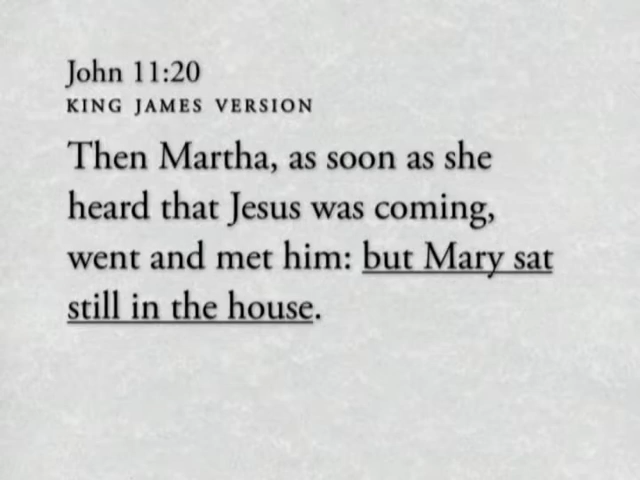 John 11:20
KING JAMES VERSION
Then Martha, as soon as she
heard that Jesus was coming,
went and met him: but Mary sat
still in the house.